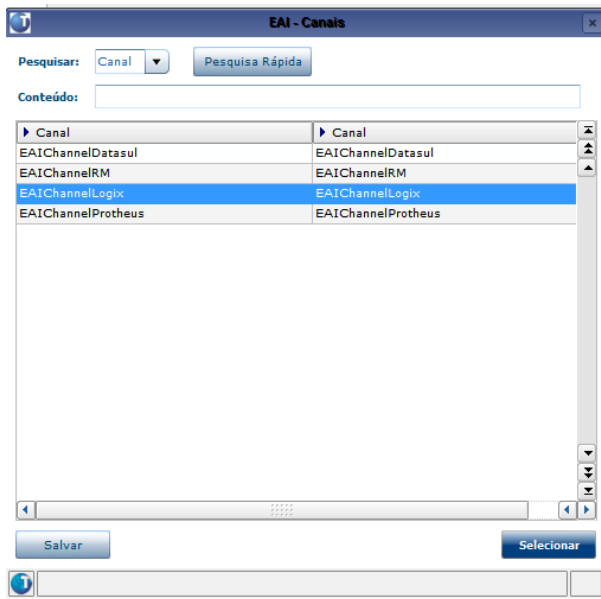 EAI - Canais
Pesquisar: Canal Pesquisa Rápida
Conteúdo:
Canal Canal
EAIChannelDatasul EAIChannelDatasul
EAIChannelRM EAIChannelRM
EAIChannelLogix EAIChannelLogix
EAIChannelProtheus EAIChannelProtheus
Salvar Selecionar